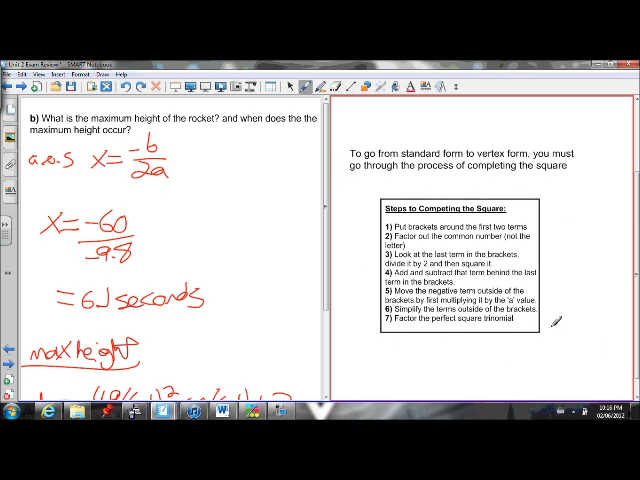 Unit 2 Exam Review * - SMART Notebook
File Edit View Insert Format Tools Draw Help
b) What is the maximum height of the rocket? and when does the the
maximum height occur?
a.o.s x = -b
2a
x = -60
-9.8
= 6.1 seconds
max height
To go from standard form to vertex form, you must
go through the process of completing the square
Steps to Competing the Square:
1) Put brackets around the first two terms
2) Factor out the common number (not the
letter)
3) Look at the last term in the brackets,
divide it by 2 and then square it.
4) Add and subtract that term behind the last
term in the brackets.
5) Move the negative term outside of the
brackets by first multiplying it by the 'a' value.
6) Simplify the terms outside of the brackets.
7) Factor the perfect square trinomial
10:16 PM
02/06/2012